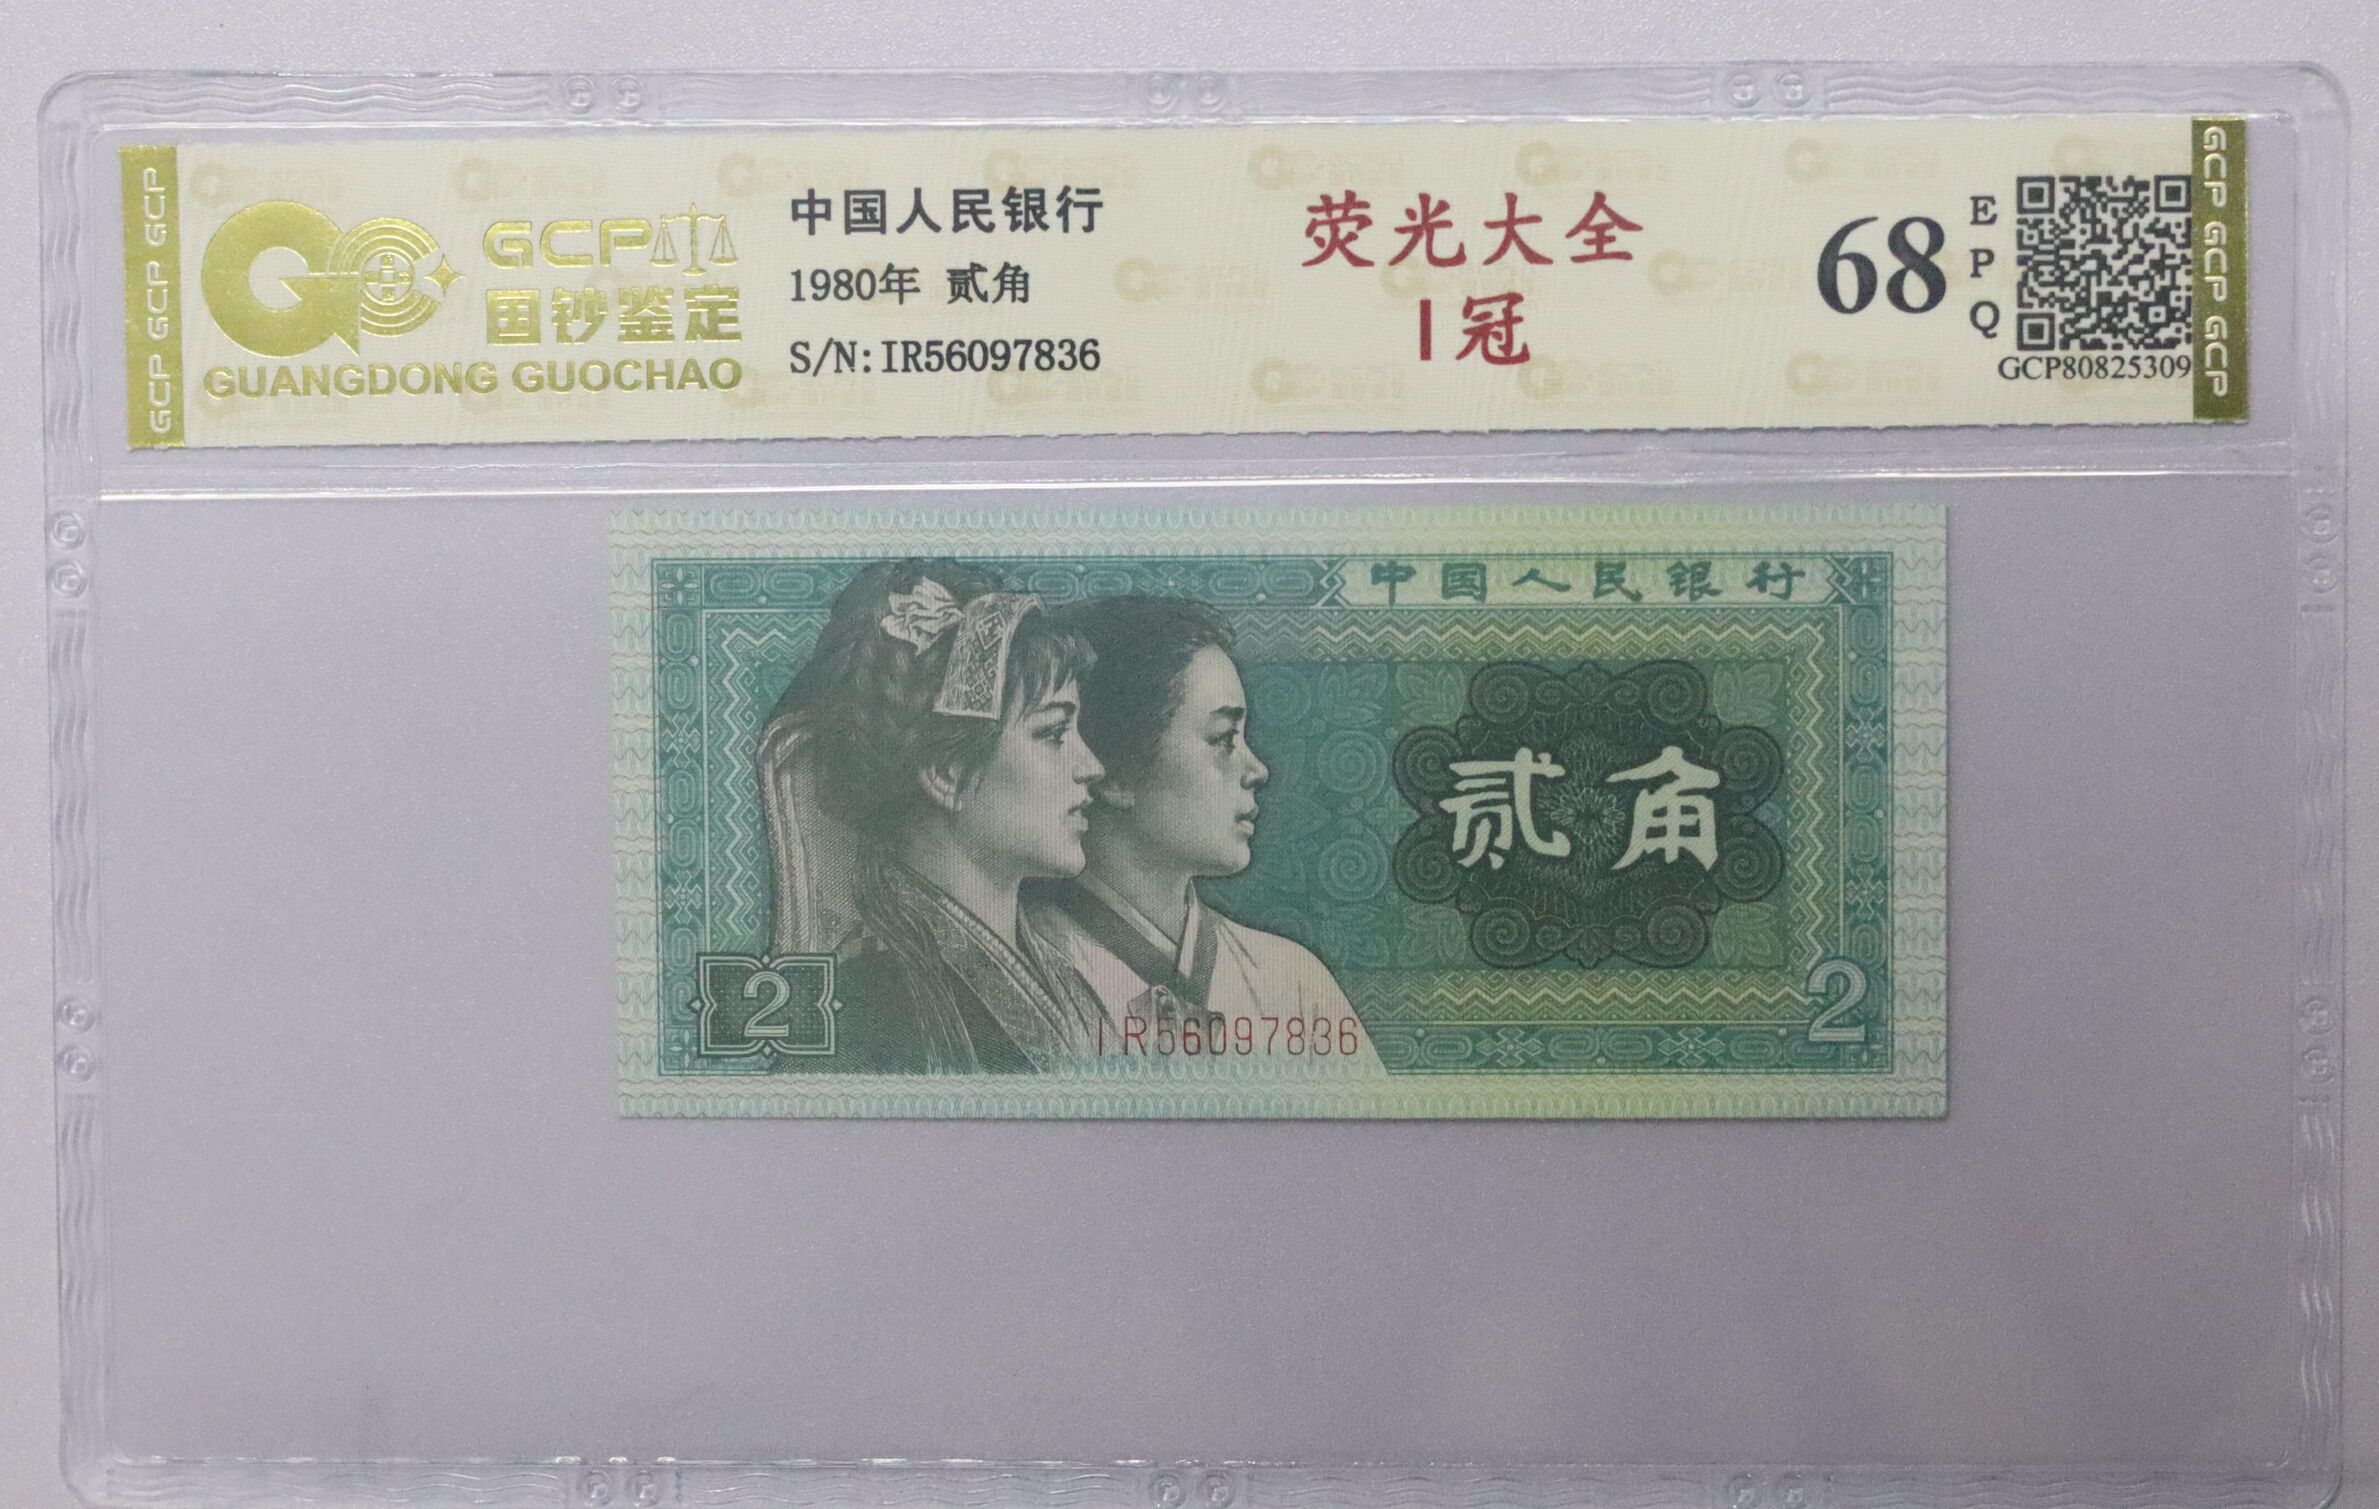 GCP GCP GCP
GCP
国钞鉴定
GUANGDONG GUOCHAO
中国人民银行
1980年 贰角
S/N:IR56097836
荧光大全
I冠
68
E
P
Q
GCP80825309
GCP GCP GCP
中国人民银行
贰角
2
IR56097836
2